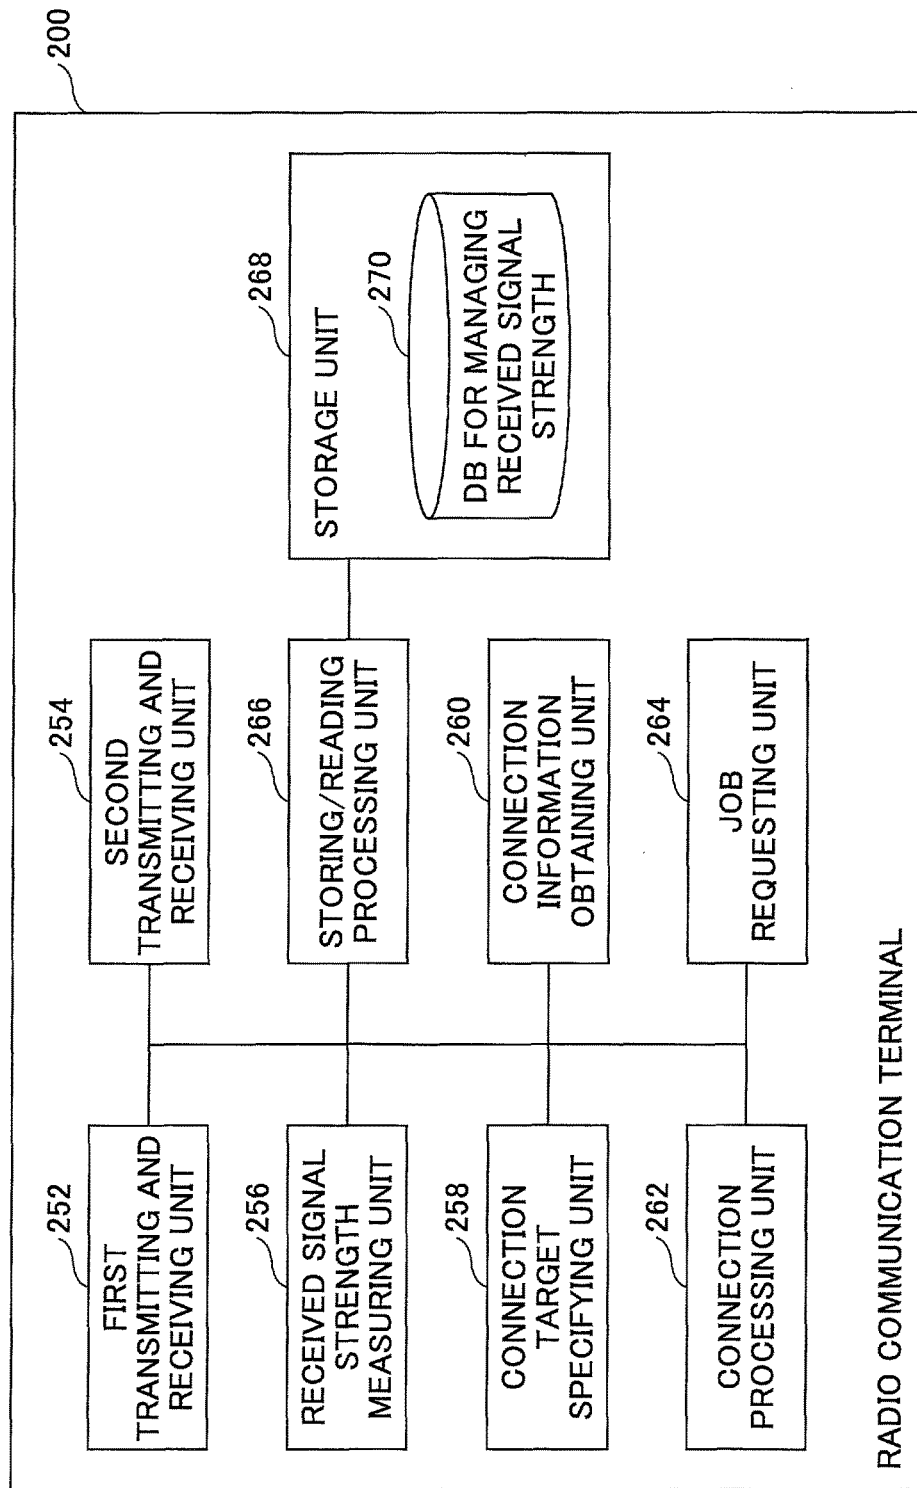 200
FIRST
TRANSMITTING AND
RECEIVING UNIT
252
SECOND
TRANSMITTING AND
RECEIVING UNIT
254
RECEIVED SIGNAL
STRENGTH
MEASURING UNIT
256
STORING/READING
PROCESSING UNIT
266
STORAGE UNIT
268
DB FOR MANAGING
RECEIVED SIGNAL
STRENGTH
270
CONNECTION
TARGET
SPECIFYING UNIT
258
CONNECTION
INFORMATION
OBTAINING UNIT
260
CONNECTION
PROCESSING UNIT
262
JOB
REQUESTING UNIT
264
RADIO COMMUNICATION TERMINAL